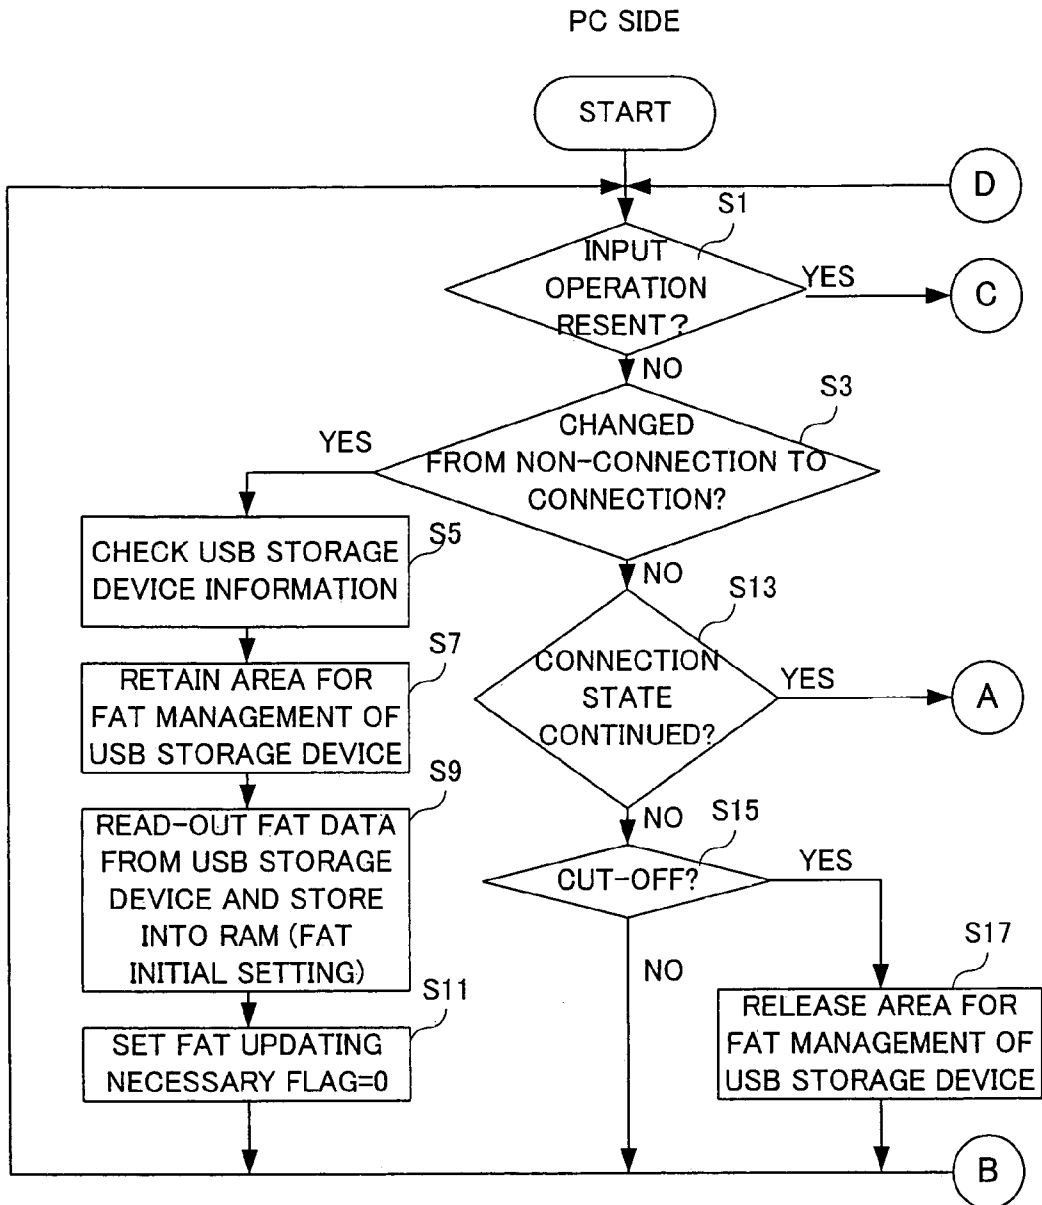 PC SIDE
START
D
S1
INPUT
OPERATION
RESENT?
YES
C
NO
S3
CHANGED
FROM NON-CONNECTION TO
CONNECTION?
YES
S5
CHECK USB STORAGE
DEVICE INFORMATION
NO
S13
S7
RETAIN AREA FOR
FAT MANAGEMENT OF
USB STORAGE DEVICE
CONNECTION
STATE
CONTINUED?
YES
A
S9
READ-OUT FAT DATA
FROM USB STORAGE
DEVICE AND STORE
INTO RAM (FAT
INITIAL SETTING)
NO
S15
CUT-OFF?
YES
NO
S17
RELEASE AREA FOR
FAT MANAGEMENT OF
USB STORAGE DEVICE
S11
SET FAT UPDATING
NECESSARY FLAG=0
B